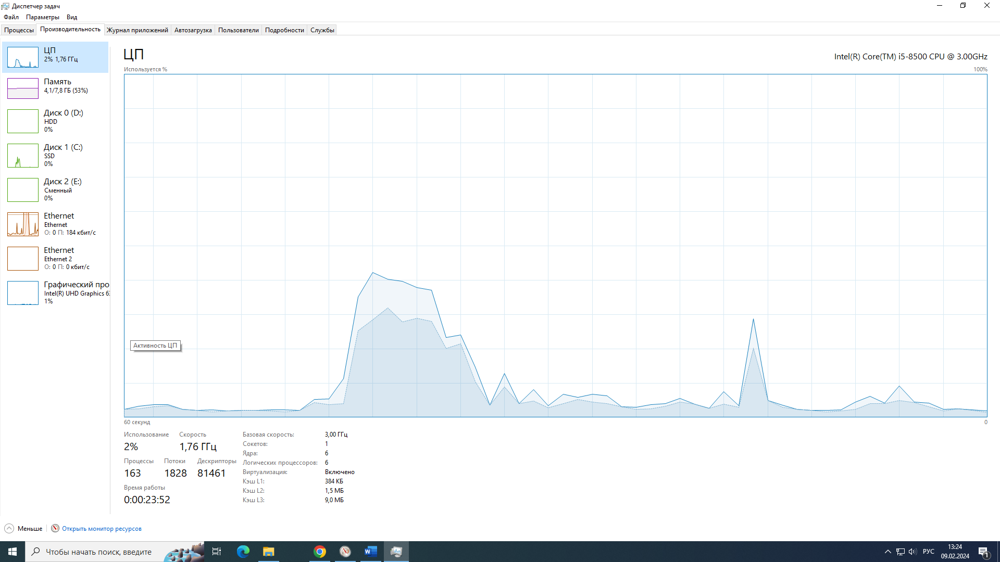 Диспетчер задач
Файл Параметры Вид
Процессы Производительность Журнал приложений Автозагрузка Пользователи Подробности Службы
ЦП
2% 1,76 ГГц
Память
4,1/7,8 ГБ (53%)
Диск 0 (D:)
HDD
0%
Диск 1 (C:)
SSD
0%
Диск 2 (E:)
Сменный
0%
Ethernet
Ethernet
О: 0 П: 184 кбит/с
Ethernet
Ethernet 2
О: 0 П: 0 кбит/с
Графический про
Intel(R) UHD Graphics 6
1%
ЦП
Intel(R) Core(TM) i5-8500 CPU @ 3.00GHz
Используется %
100%
Активность ЦП
60 секунд
0
Использование Скорость
2% 1,76 ГГц
Процессы Потоки Дескрипторы
163 1828 81461
Время работы
0:00:23:52
Базовая скорость: 3,00 ГГц
Сокетов: 1
Ядра: 6
Логических процессоров: 6
Виртуализация: Включено
Кэш L1: 384 КБ
Кэш L2: 1,5 МБ
Кэш L3: 9,0 МБ
Меньше
Открыть монитор ресурсов
Чтобы начать поиск, введите
РУС
13:24
09.02.2024
1